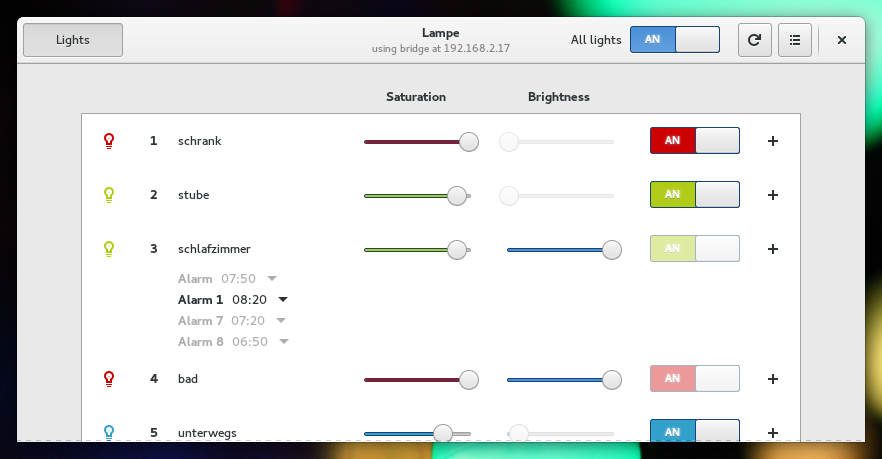 Lights
Lampe
using bridge at 192.168.2.17
All lights AN
Saturation Brightness
1 schrank AN +
2 stube AN +
3 schlafzimmer AN +
Alarm 07:50
Alarm 1 08:20
Alarm 7 07:20
Alarm 8 06:50
4 bad AN +
5 unterwegs AN +